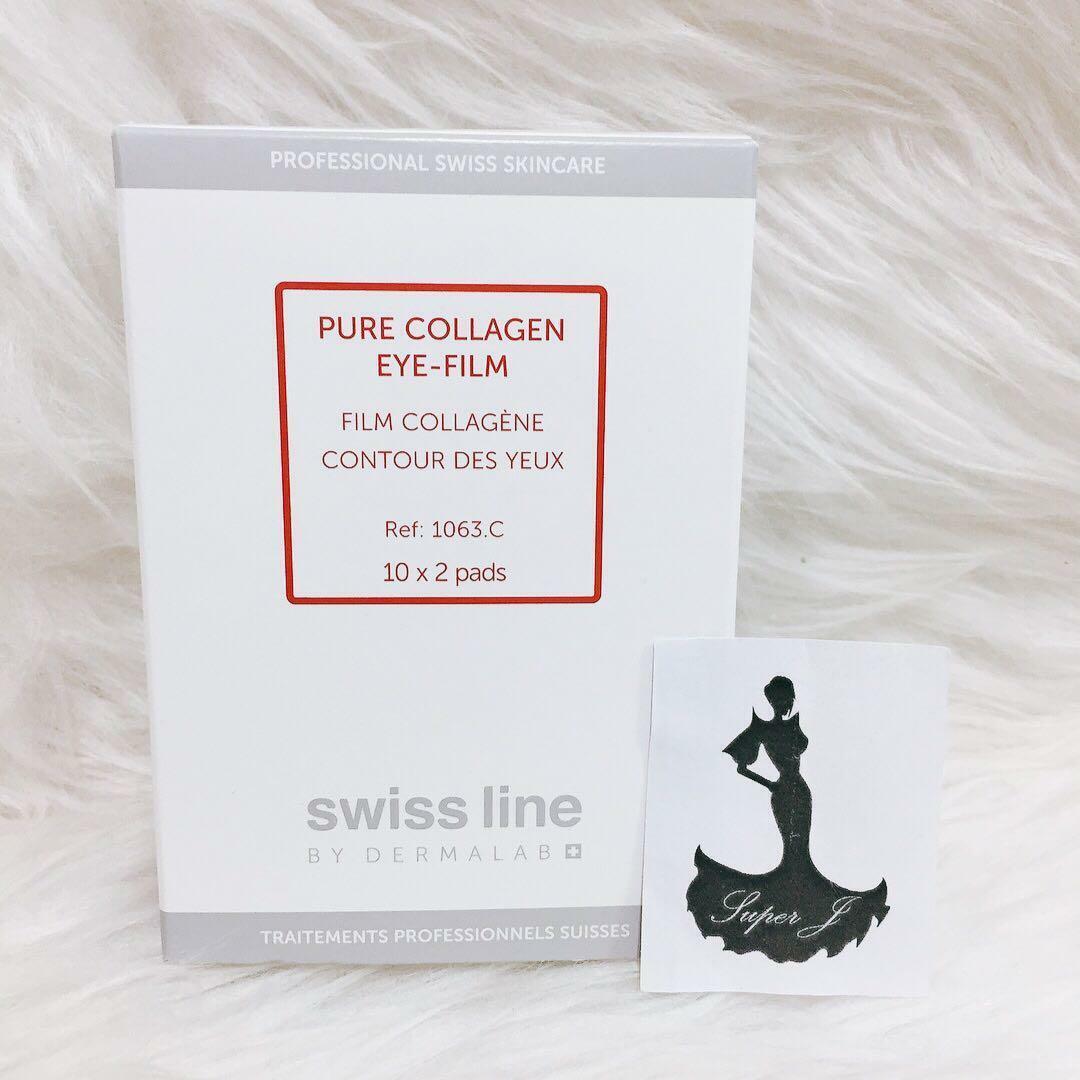 PROFESSIONAL SWISS SKINCARE
PURE COLLAGEN
EYE-FILM
FILM COLLAGÈNE
CONTOUR DES YEUX
Ref: 1063.C
10 x 2 pads
swiss line
BY DERMALAB
TRAITEMENTS PROFESSIONNELS SUISSES
Super J